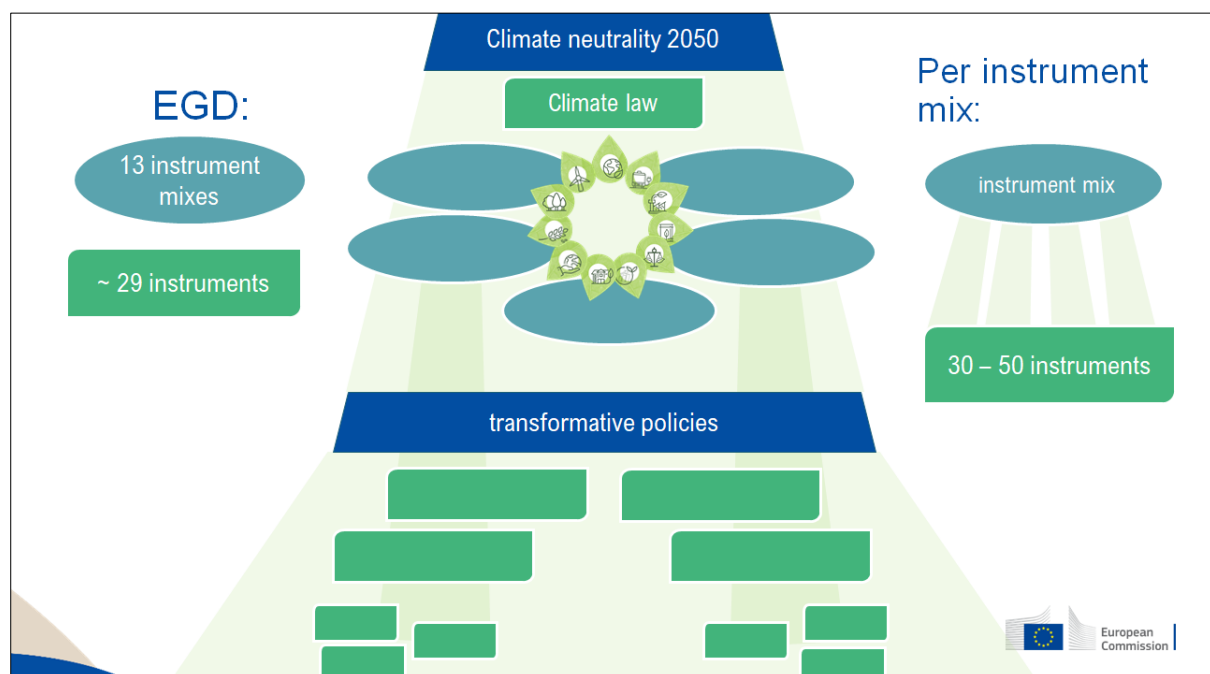 Climate neutrality 2050
Climate law
EGD:
13 instrument
mixes
~ 29 instruments
Per instrument
mix:
instrument mix
30 – 50 instruments
transformative policies
European
Commission